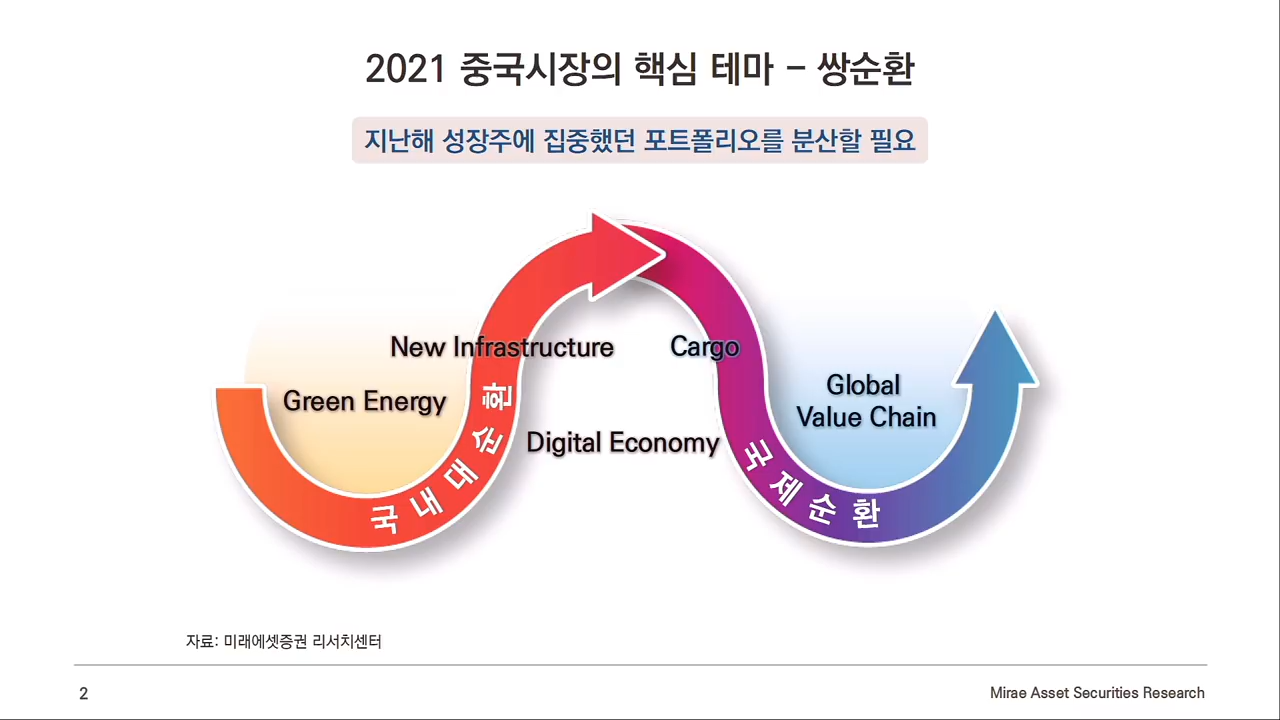 2021 중국시장의 핵심 테마 – 쌍순환
지난해 성장주에 집중했던 포트폴리오를 분산할 필요
New Infrastructure
Cargo
Green Energy
Global
Value Chain
Digital Economy
국내대순환
국제순환
자료: 미래에셋증권 리서치센터
2
Mirae Asset Securities Research